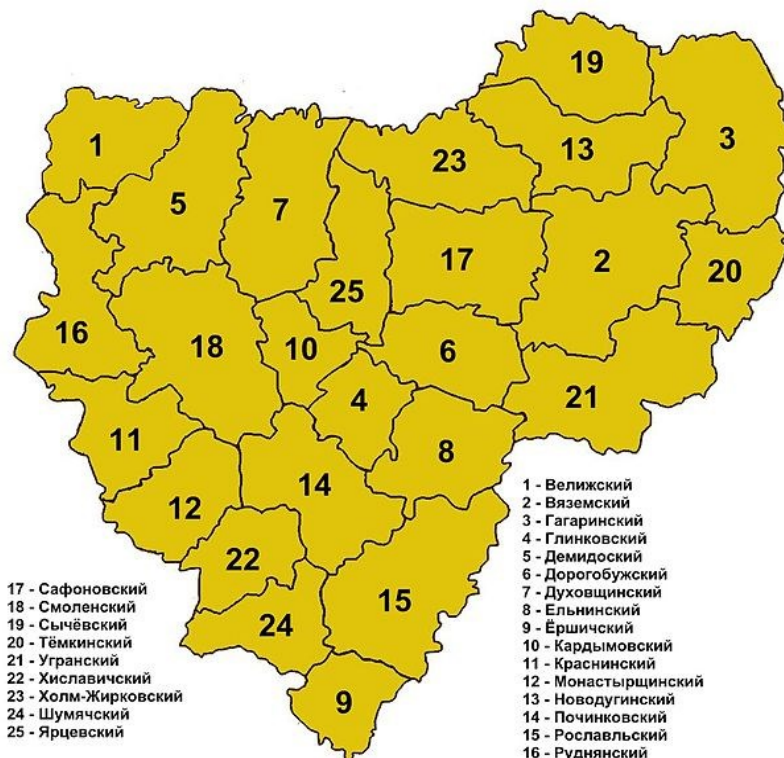 19
1
3
13
23
5
7
17
2
20
25
16
18
10
6
4
21
11
8
14
12
22
15
24
9
1 - Велижский
2 - Вяземский
3 - Гагаринский
4 - Глинковский
5 - Демидоский
6 - Дорогобужский
7 - Духовщинский
8 - Ельнинский
9 - Ёршичский
10 - Кардымовский
11 - Краснинский
12 - Монастырщинский
13 - Новодугинский
14 - Починковский
15 - Рославльский
16 - Руднянский
17 - Сафоновский
18 - Смоленский
19 - Сычёвский
20 - Тёмкинский
21 - Угранский
22 - Хиславичский
23 - Холм-Жирковский
24 - Шумячский
25 - Ярцевский